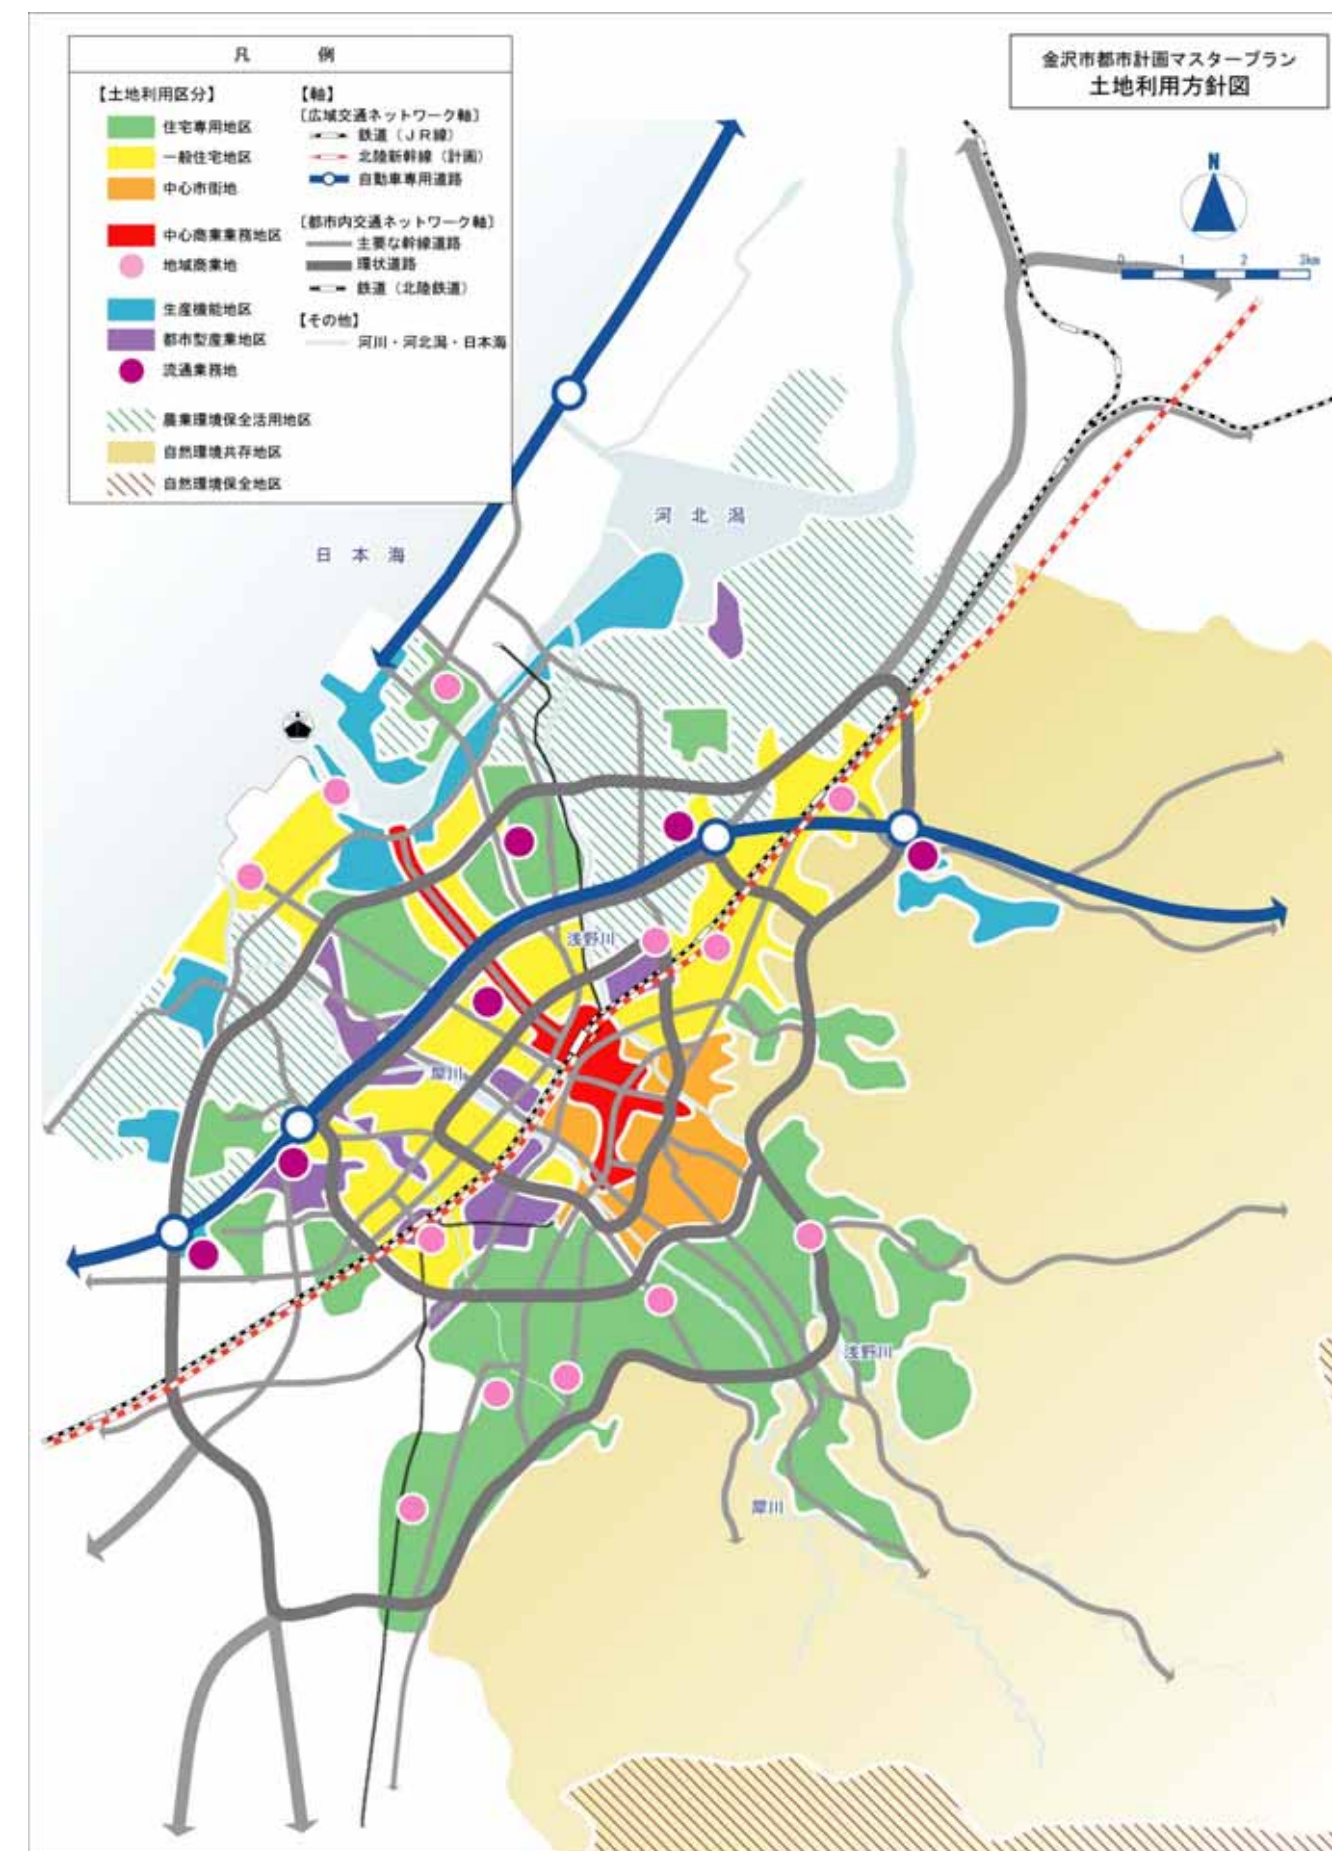 凡 例
【土地利用区分】
住宅専用地区
一般住宅地区
中心市街地
中心商業業務地区
地域商業地
生産機能地区
都市型産業地区
流通業務地
農業環境保全活用地区
自然環境共存地区
自然環境保全地区
【軸】
〔広域交通ネットワーク軸〕
鉄道（ＪＲ線）
北陸新幹線（計画）
自動車専用道路
〔都市内交通ネットワーク軸〕
主要な幹線道路
環状道路
鉄道（北陸鉄道）
【その他】
河川・河北潟・日本海
金沢市都市計画マスタープラン
土地利用方針図
N
0 1 2 3km
河 北 潟
日 本 海
浅野川
犀川
浅野川
犀川